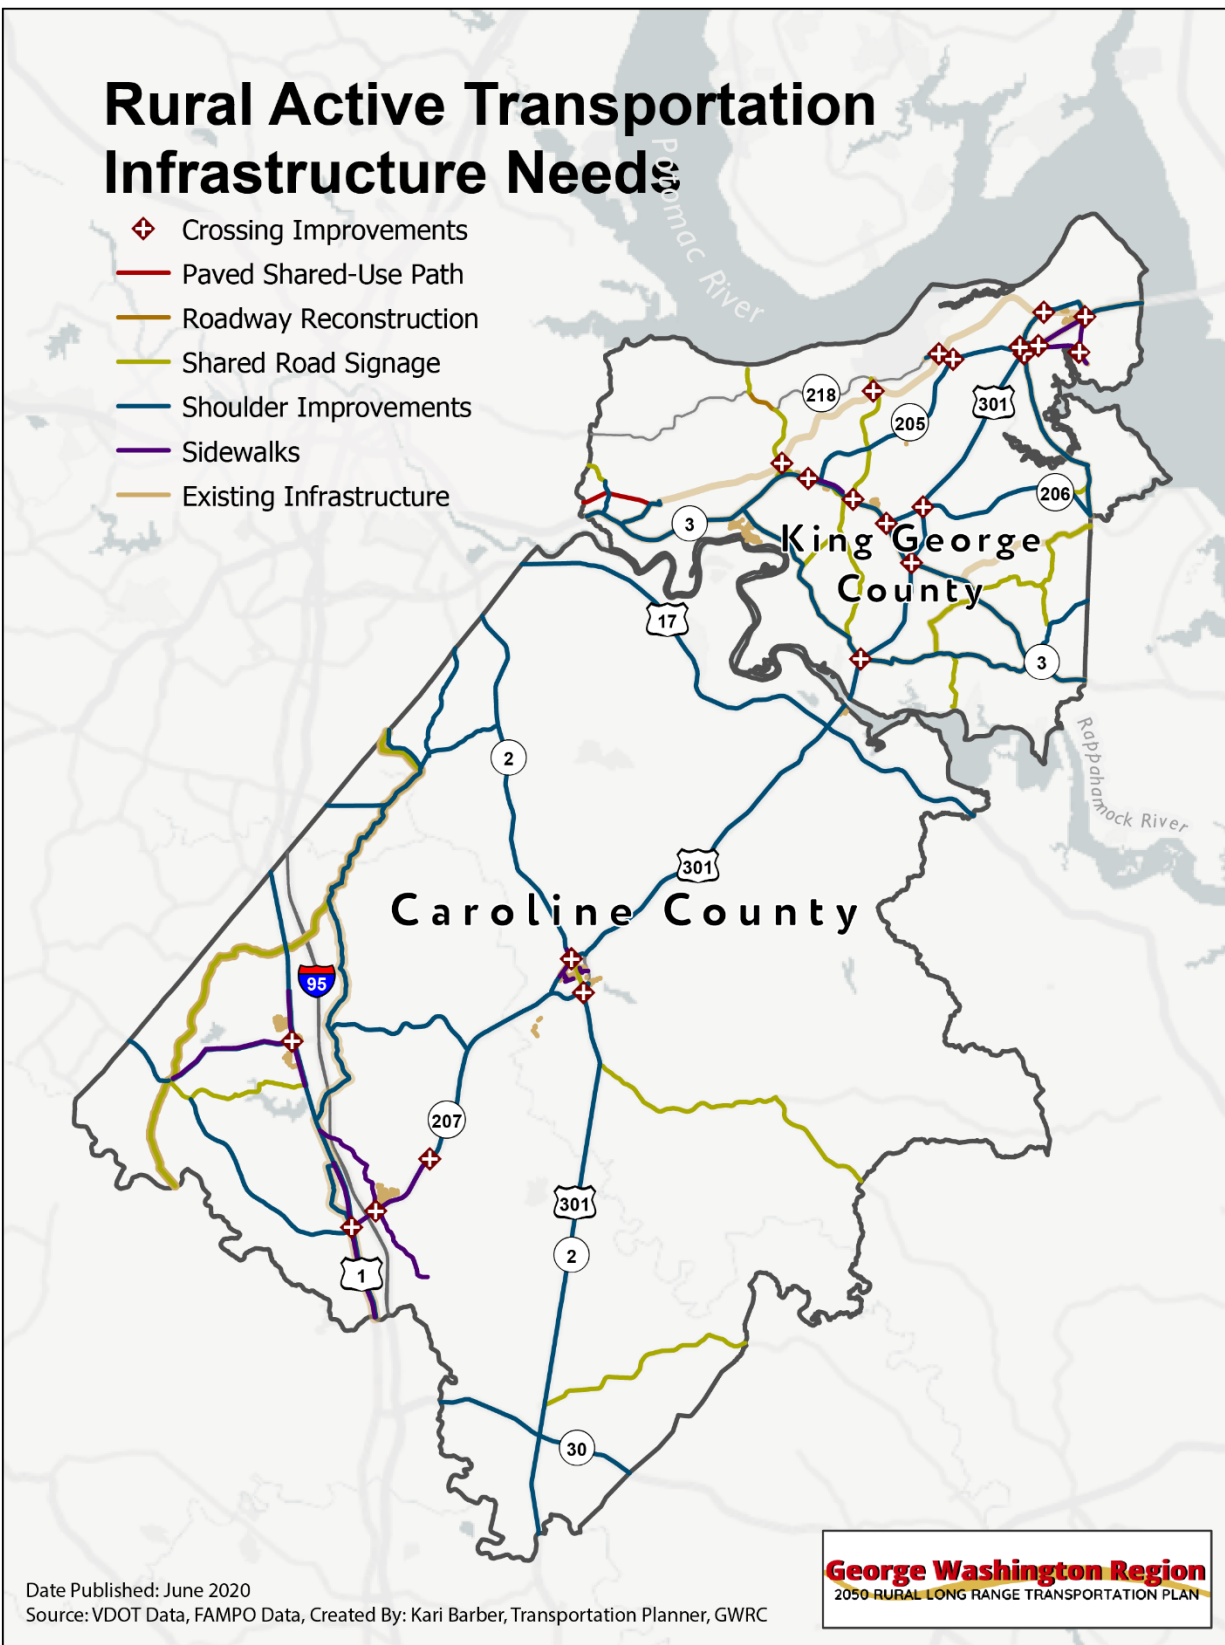 Rural Active Transportation
Infrastructure Needs
Crossing Improvements
Paved Shared-Use Path
Roadway Reconstruction
Shared Road Signage
Shoulder Improvements
Sidewalks
Existing Infrastructure
Potomac River
218
205
301
206
3
King George
County
17
3
2
Rappahannock River
301
Caroline County
95
207
301
2
1
30
George Washington Region
2050 RURAL LONG RANGE TRANSPORTATION PLAN
Date Published: June 2020
Source: VDOT Data, FAMPO Data, Created By: Kari Barber, Transportation Planner, GWRC